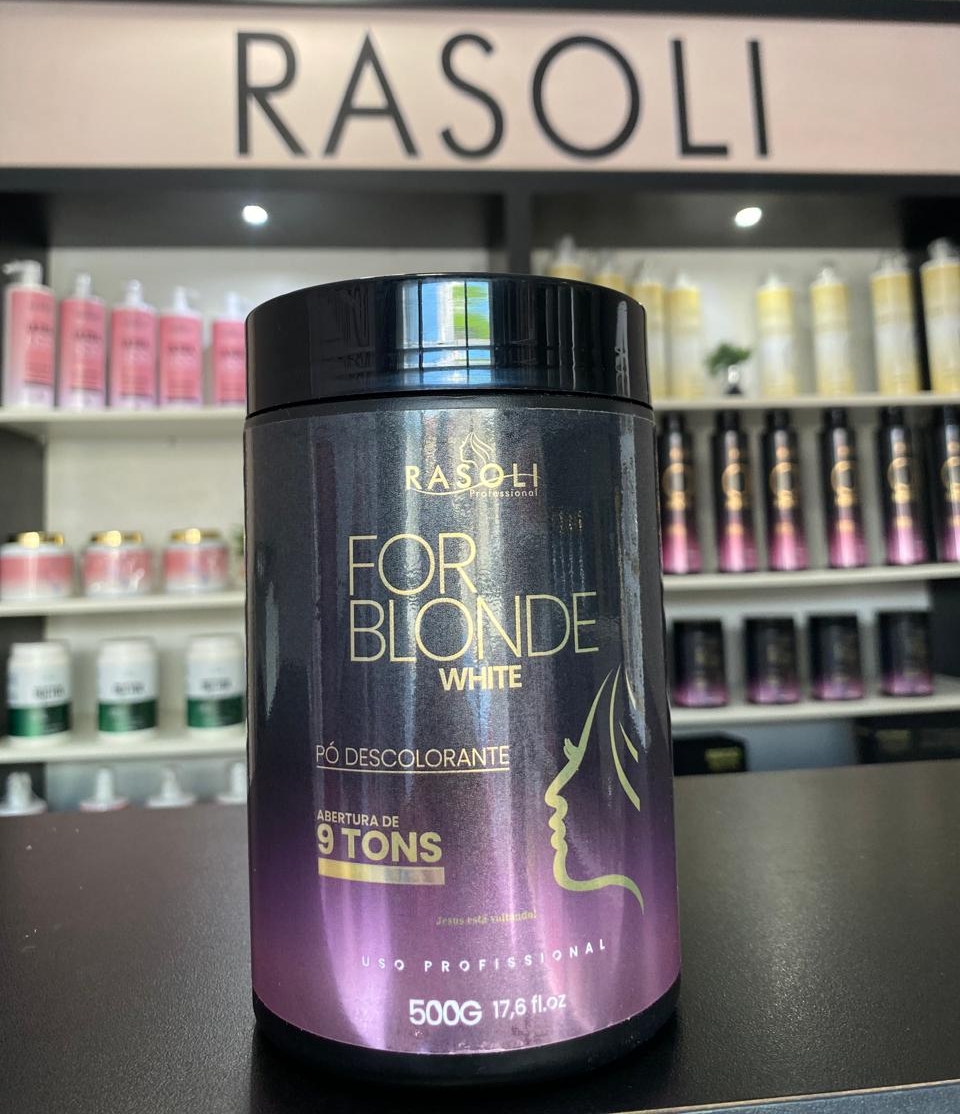 RASOLI
RASOLI
Professional
FOR
BLONDE
WHITE
PÓ DESCOLORANTE
ABERTURA DE
9 TONS
Jesus está voltando!
USO PROFISSIONAL
500G 17,6 fl.oz